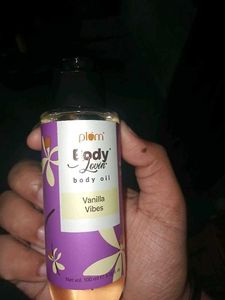 plum
Body
Lovin'
body oil
Vanilla
Vibes
Net vol. 100 ml